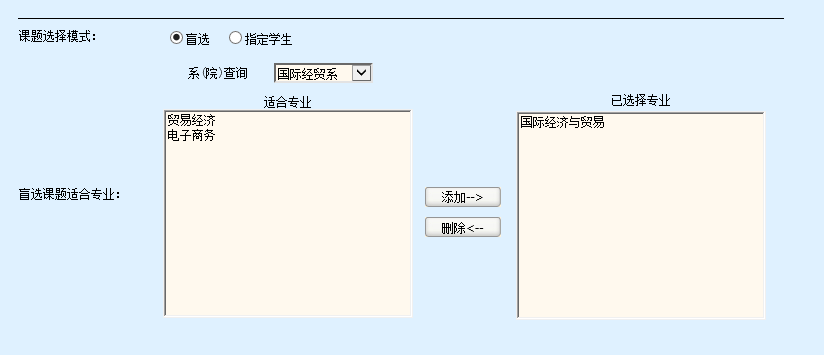 课题选择模式: 盲选 指定学生
系(院)查询 国际经贸系
适合专业 已选择专业
贸易经济 国际经济与贸易
电子商务
盲选课题适合专业: 添加-->
删除<--